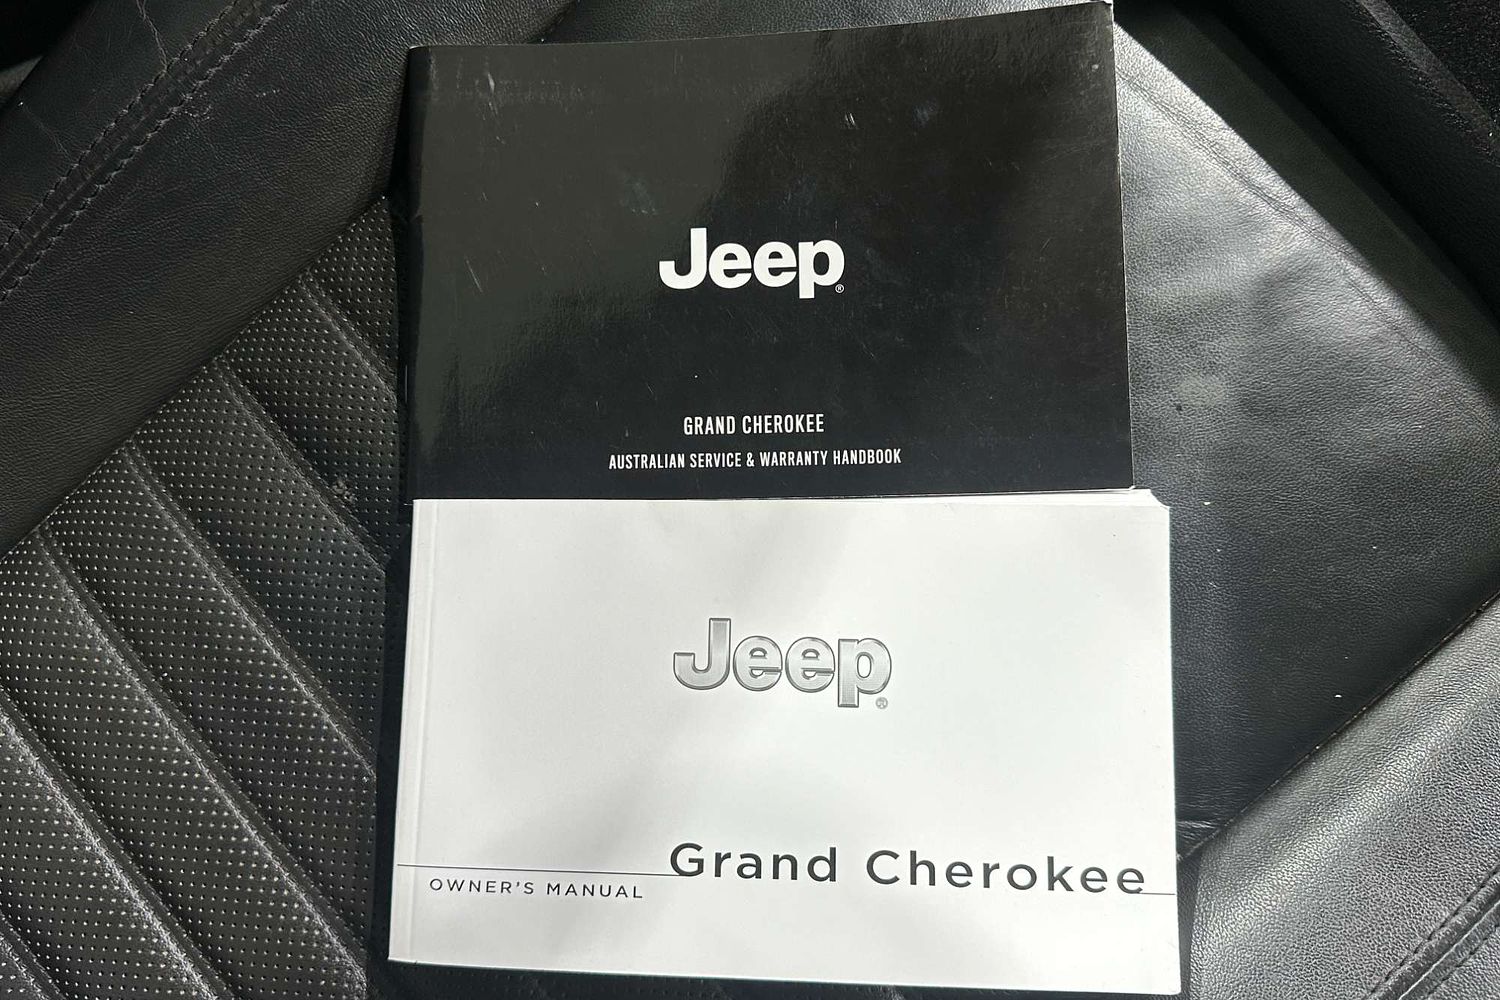 Jeep®
GRAND CHEROKEE
AUSTRALIAN SERVICE & WARRANTY HANDBOOK
Jeep®
Grand Cherokee
OWNER'S MANUAL